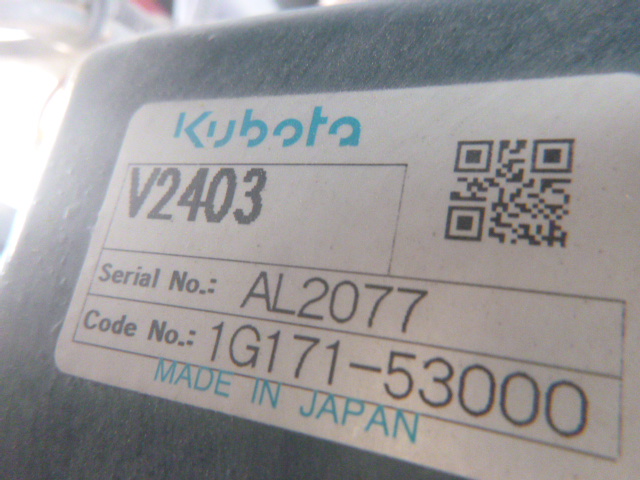 Kubota
V2403
Serial No.: AL2077
Code No.: 1G171-53000
MADE IN JAPAN